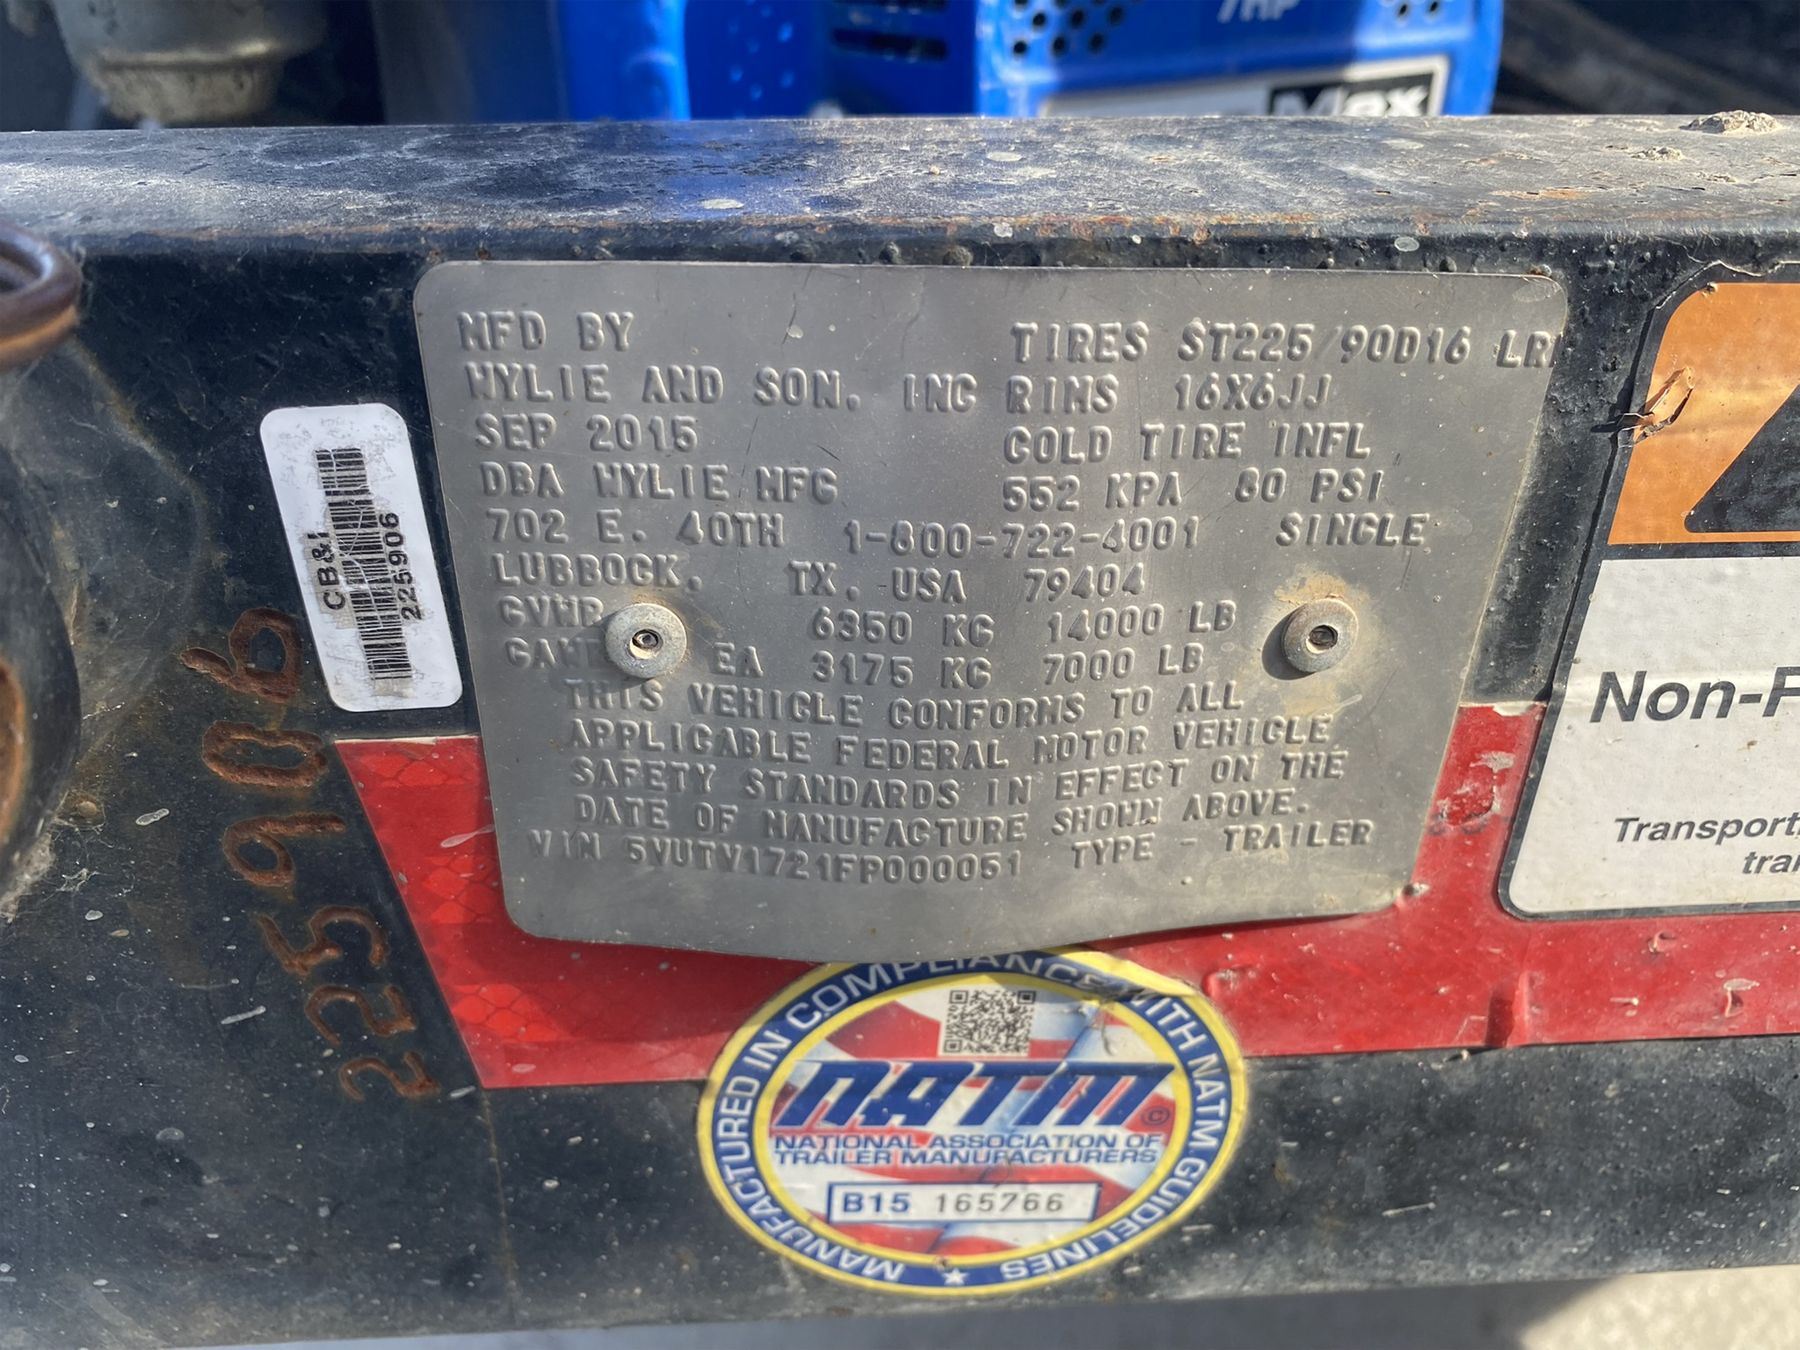 7HP
Max
MFD BY TIRES ST225/90D16
WYLIE AND SON, INC RIMS 16X6JJ
SEP 2015 COLD TIRE INFL
DBA WYLIE MFG 552 KPA 80 PSI
702 E. 40TH 1-800-722-4001 SINGLE
LUBBOCK, TX. USA 79404
GVWR 6350 KG 14000 LB
EA 3175 KG 7000 LB
THIS VEHICLE CONFORMS TO ALL
APPLICABLE FEDERAL MOTOR VEHICLE
SAFETY STANDARDS IN EFFECT ON THE
DATE OF MANUFACTURE SHOWN ABOVE.
VIN 5VUTV1721FP000051 TYPE - TRAILER
CB&I
225906
225906
Non-
MANUFACTURED IN COMPLIANCE WITH NATM GUIDELINES
NATM ©
NATIONAL ASSOCIATION OF
TRAILER MANUFACTURERS
B15 165766